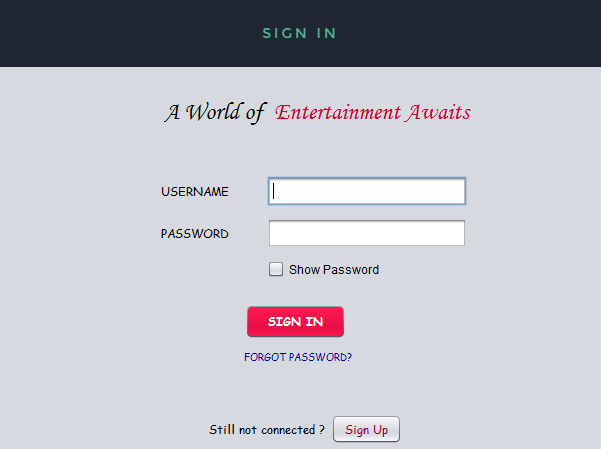 SIGN IN
A World of Entertainment Awaits
USERNAME
PASSWORD
Show Password
SIGN IN
FORGOT PASSWORD?
Still not connected ? Sign Up